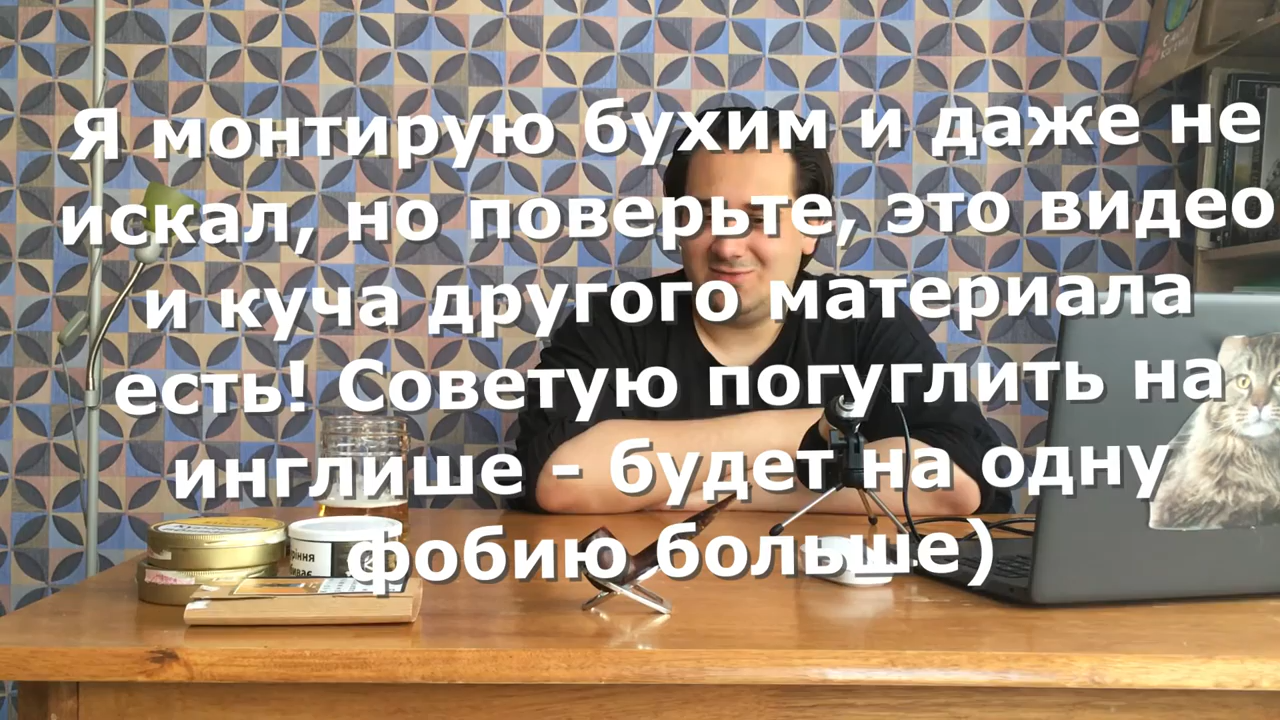 Я монтирую бухим и даже не
искал, но поверьте, это видео
и куча другого материала
есть! Советую погуглить на
инглише – будет на одну
фобию больше)